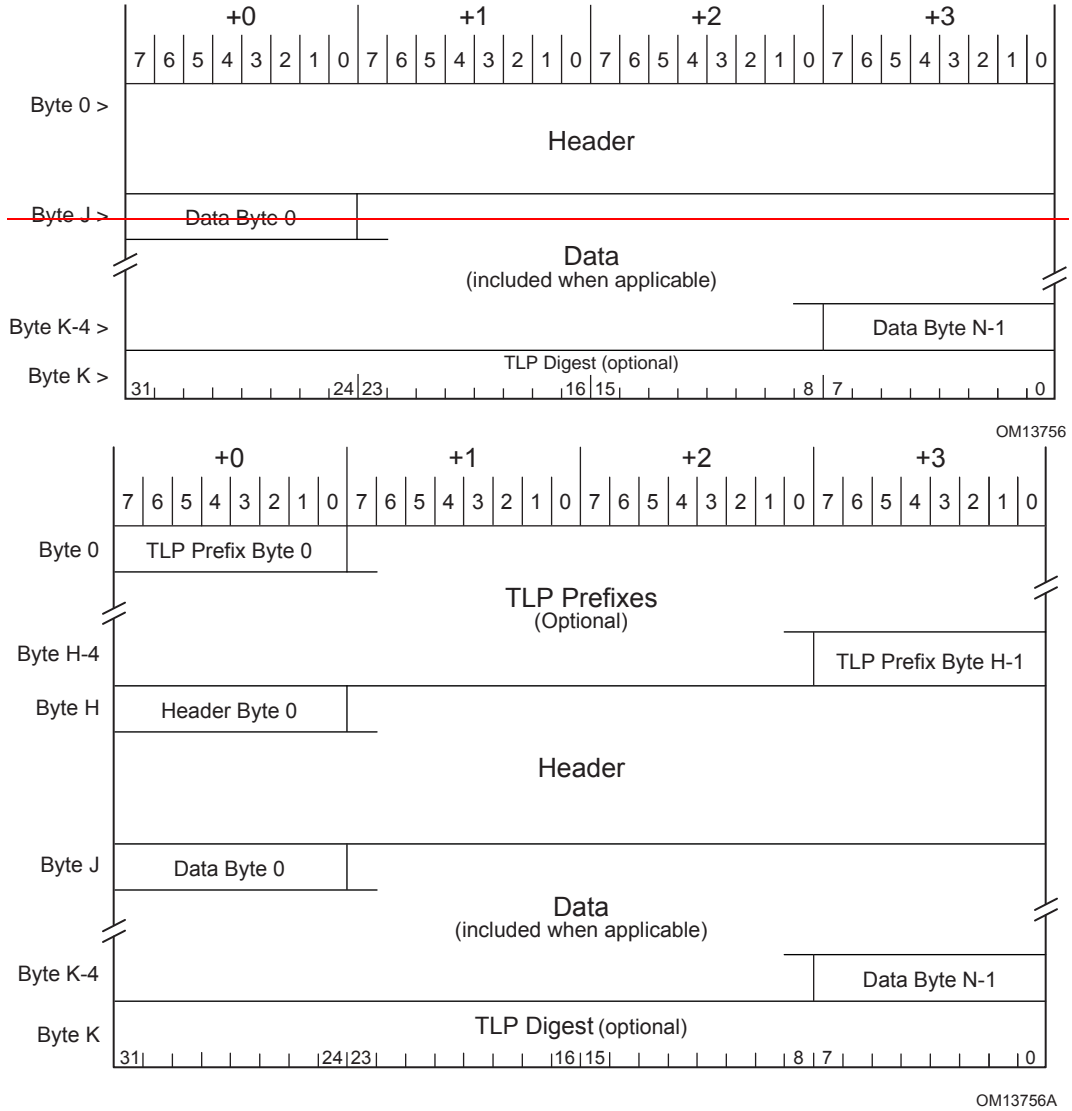 +0 +1 +2 +3
7 6 5 4 3 2 1 0 7 6 5 4 3 2 1 0 7 6 5 4 3 2 1 0 7 6 5 4 3 2 1 0
Byte 0 >
Header
Byte J > Data Byte 0
Data
(included when applicable)
Byte K-4 > Data Byte N-1
TLP Digest (optional)
Byte K >
31 24 23 16 15 8 7 0
OM13756
+0 +1 +2 +3
7 6 5 4 3 2 1 0 7 6 5 4 3 2 1 0 7 6 5 4 3 2 1 0 7 6 5 4 3 2 1 0
Byte 0 TLP Prefix Byte 0
TLP Prefixes
(Optional)
Byte H-4 TLP Prefix Byte H-1
Byte H Header Byte 0
Header
Byte J Data Byte 0
Data
(included when applicable)
Byte K-4 Data Byte N-1
Byte K TLP Digest (optional)
31 24 23 16 15 8 7 0
OM13756A